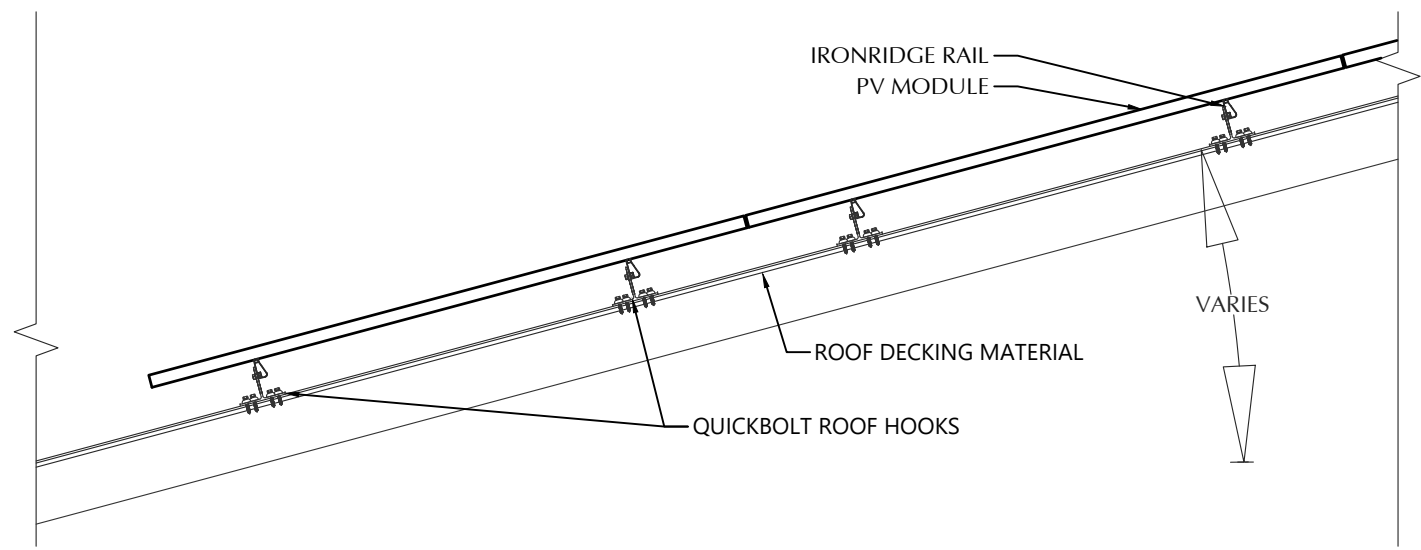 IRONRIDGE RAIL
PV MODULE
VARIES
ROOF DECKING MATERIAL
QUICKBOLT ROOF HOOKS